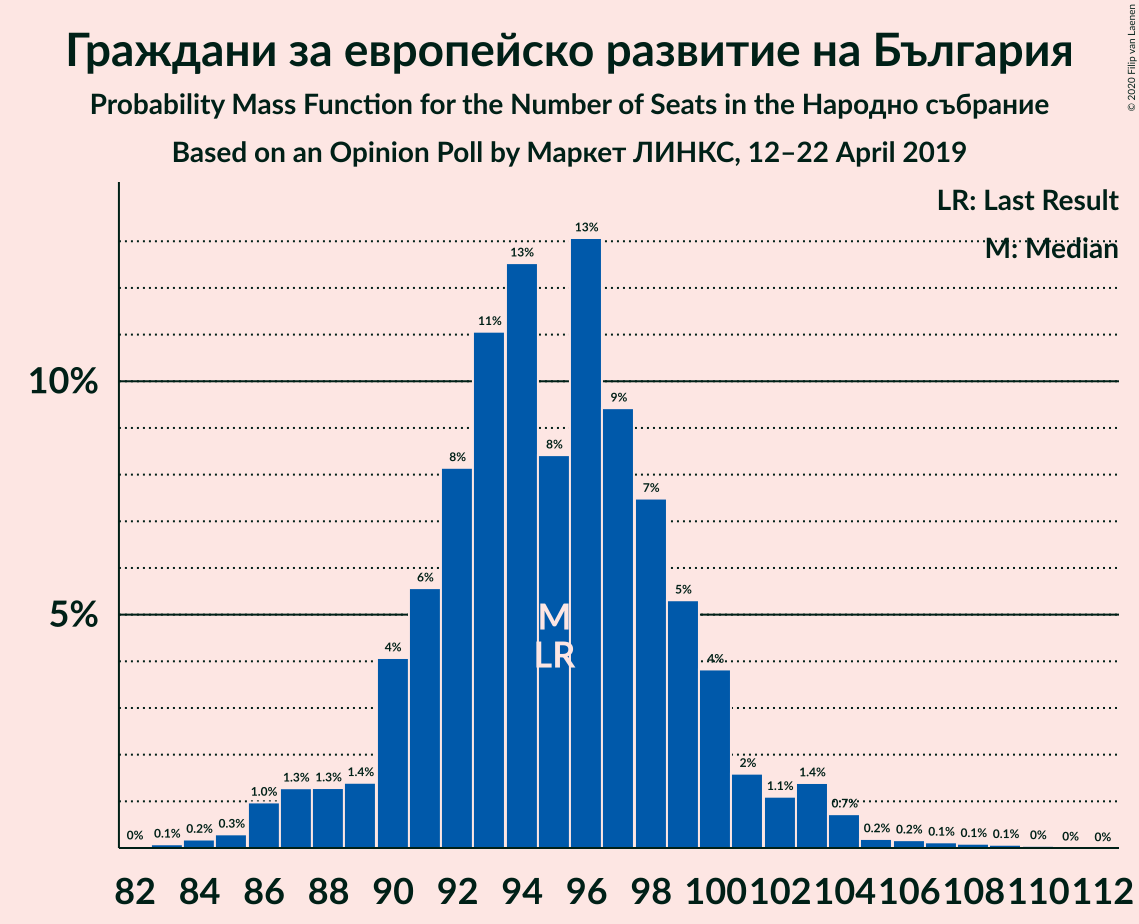 Граждани за европейско развитие на България
Probability Mass Function for the Number of Seats in the Народно събрание
Based on an Opinion Poll by Маркет ЛИНКС, 12–22 April 2019
© 2020 Filip van Laenen
LR: Last Result
M: Median
10%
5%
0% 0.1% 0.2% 0.3% 1.0% 1.3% 1.3% 1.4% 4% 6% 8% 11% 13% 8% 13% 9% 7% 5% 4% 2% 1.1% 1.4% 0.7% 0.2% 0.2% 0.1% 0.1% 0.1% 0% 0% 0%
M
LR
82 84 86 88 90 92 94 96 98 100 102 104 106 108 110 112